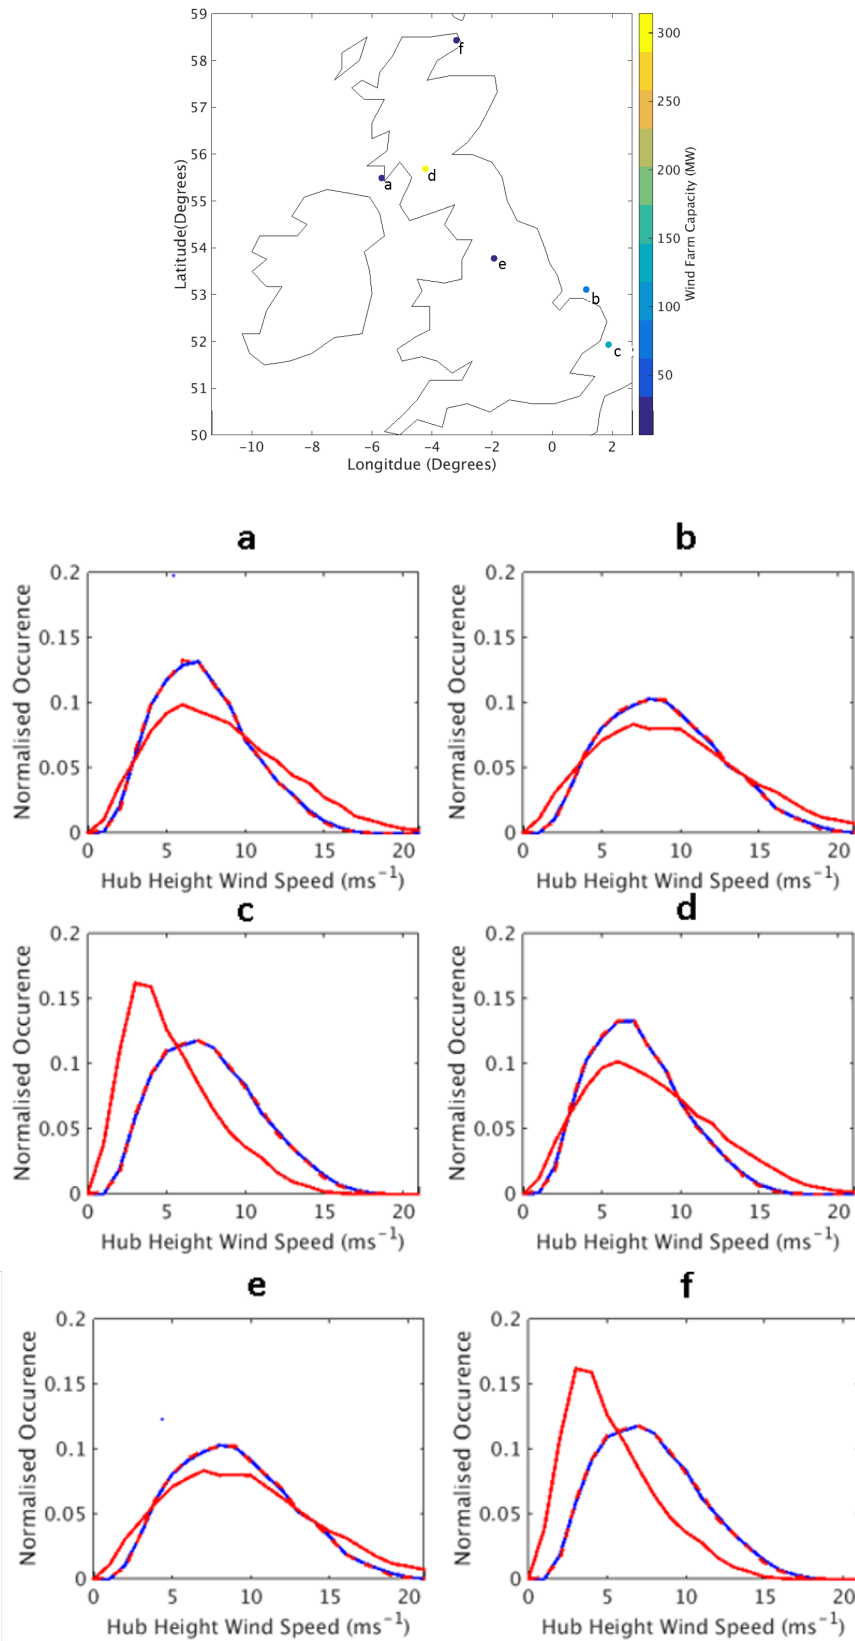 59
58
57
56
55
54
53
52
51
50
Latitude(Degrees)
f
d
a
e
b
c
−10 −8 −6 −4 −2 0 2
Longitdue (Degrees)
300
250
200
150
100
50
Wind Farm Capacity (MW)
a
0.2
0.15
0.1
0.05
0
Normalised Occurence
0 5 10 15 20
Hub Height Wind Speed (ms⁻¹)
b
0.2
0.15
0.1
0.05
0
Normalised Occurence
0 5 10 15 20
Hub Height Wind Speed (ms⁻¹)
c
0.2
0.15
0.1
0.05
0
Normalised Occurence
0 5 10 15 20
Hub Height Wind Speed (ms⁻¹)
d
0.2
0.15
0.1
0.05
0
Normalised Occurence
0 5 10 15 20
Hub Height Wind Speed (ms⁻¹)
e
0.2
0.15
0.1
0.05
0
Normalised Occurence
0 5 10 15 20
Hub Height Wind Speed (ms⁻¹)
f
0.2
0.15
0.1
0.05
0
Normalised Occurence
0 5 10 15 20
Hub Height Wind Speed (ms⁻¹)